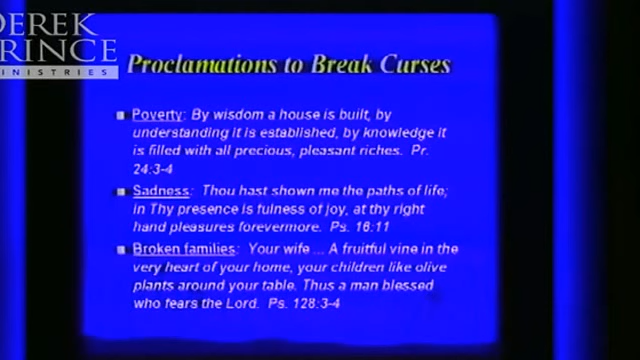 DEREK
PRINCE
MINISTRIES
Proclamations to Break Curses
Poverty: By wisdom a house is built, by
understanding it is established, by knowledge it
is filled with all precious, pleasant riches. Pr.
24:3-4
Sadness: Thou hast shown me the paths of life;
in Thy presence is fulness of joy, at thy right
hand pleasures forevermore. Ps. 16:11
Broken families: Your wife ... A fruitful vine in the
very heart of your home, your children like olive
plants around your table. Thus a man blessed
who fears the Lord. Ps. 128:3-4